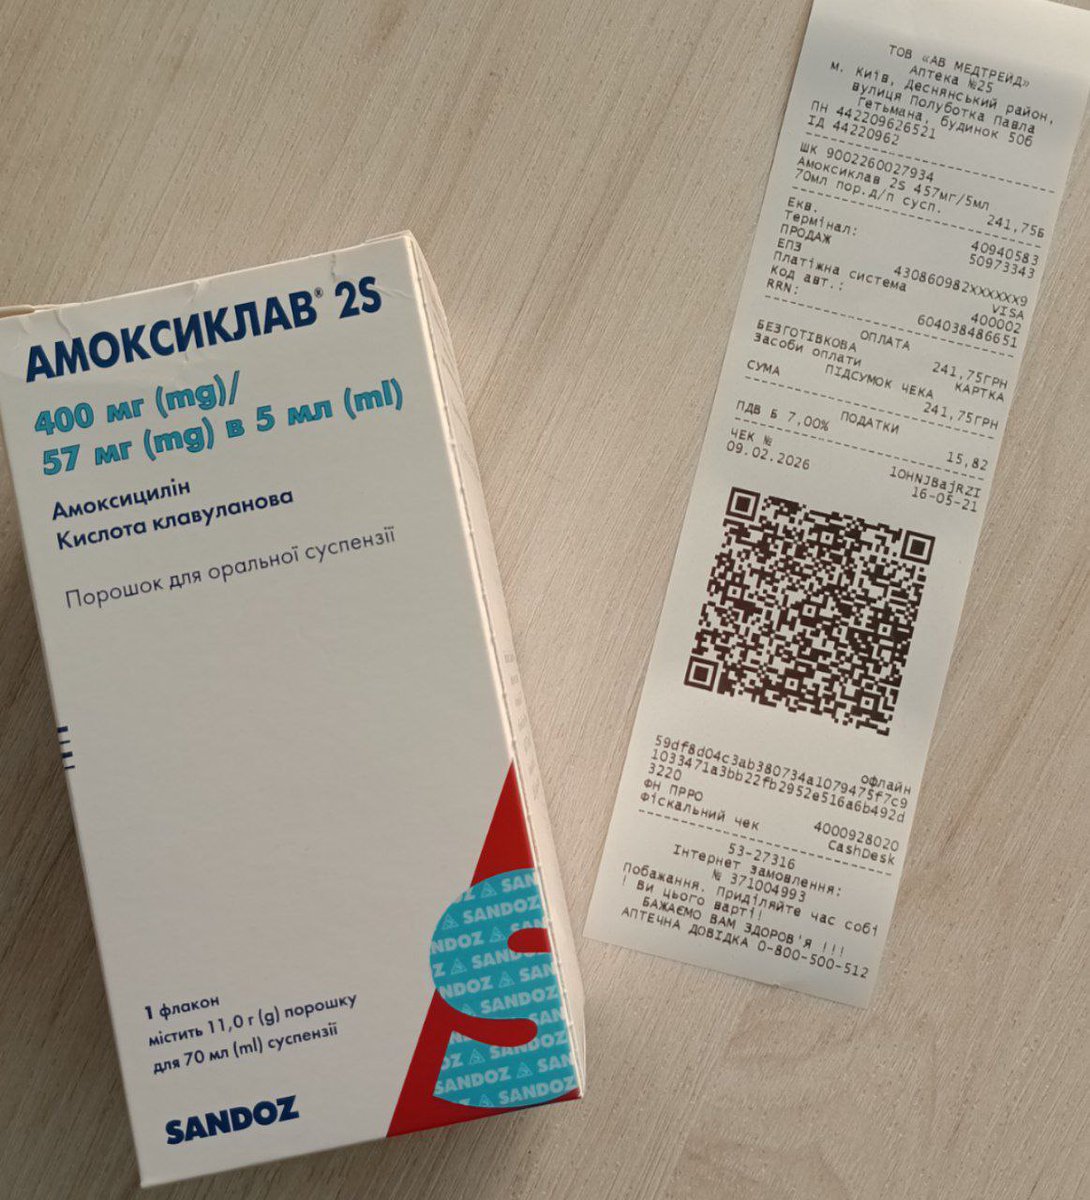 АМОКСИКЛАВ® 2S
400 мг (mg)/
57 мг (mg) в 5 мл (ml)
Амоксицилін
Кислота клавуланова
Порошок для оральної суспензії
1 флакон
містить 11,0 г (g) порошку
для 70 мл (ml) суспензії
SANDOZ
SANDOZ
ТОВ «АВ МЕДТРЕЙД»
Аптека №25
м. Київ, Деснянський район,
вулиця Полуботка Павла
Гетьмана, будинок 50б
ПН 442209626521
ІД 44220962
ШК 9002260027934
Амоксиклав 2S 457мг/5мл
70мл пор.д/п сусп. 241,75Б
Екв. 40940583
Термінал: 50973343
ПРОДАЖ
ЕПЗ 430860982xxxxxx9
Платіжна система VISA
Код авт.: 400002
RRN: 604038486651
ОПЛАТА
БЕЗГОТІВКОВА 241,75ГРН
Засоби оплати КАРТКА
ПІДСУМОК ЧЕКА
СУМА 241,75ГРН
ПОДАТКИ
ПДВ Б 7,00% 15,82
ЧЕК № 1OHNJBajRZI
09.02.2026 16-05-21
офлайн
59df8d04c3ab380734a1079475f7c9
1033471a3bb22fb2952e516a6b492d
3220
ФН ПРРО 4000928020
Фіскальний чек CashDesk
53-27316
Інтернет замовлення:
№ 371004993
Побажання. Приділяйте час собі
! Ви цього варті!
БАЖАЄМО ВАМ ЗДОРОВ'Я !!!
АПТЕЧНА ДОВІДКА 0-800-500-512